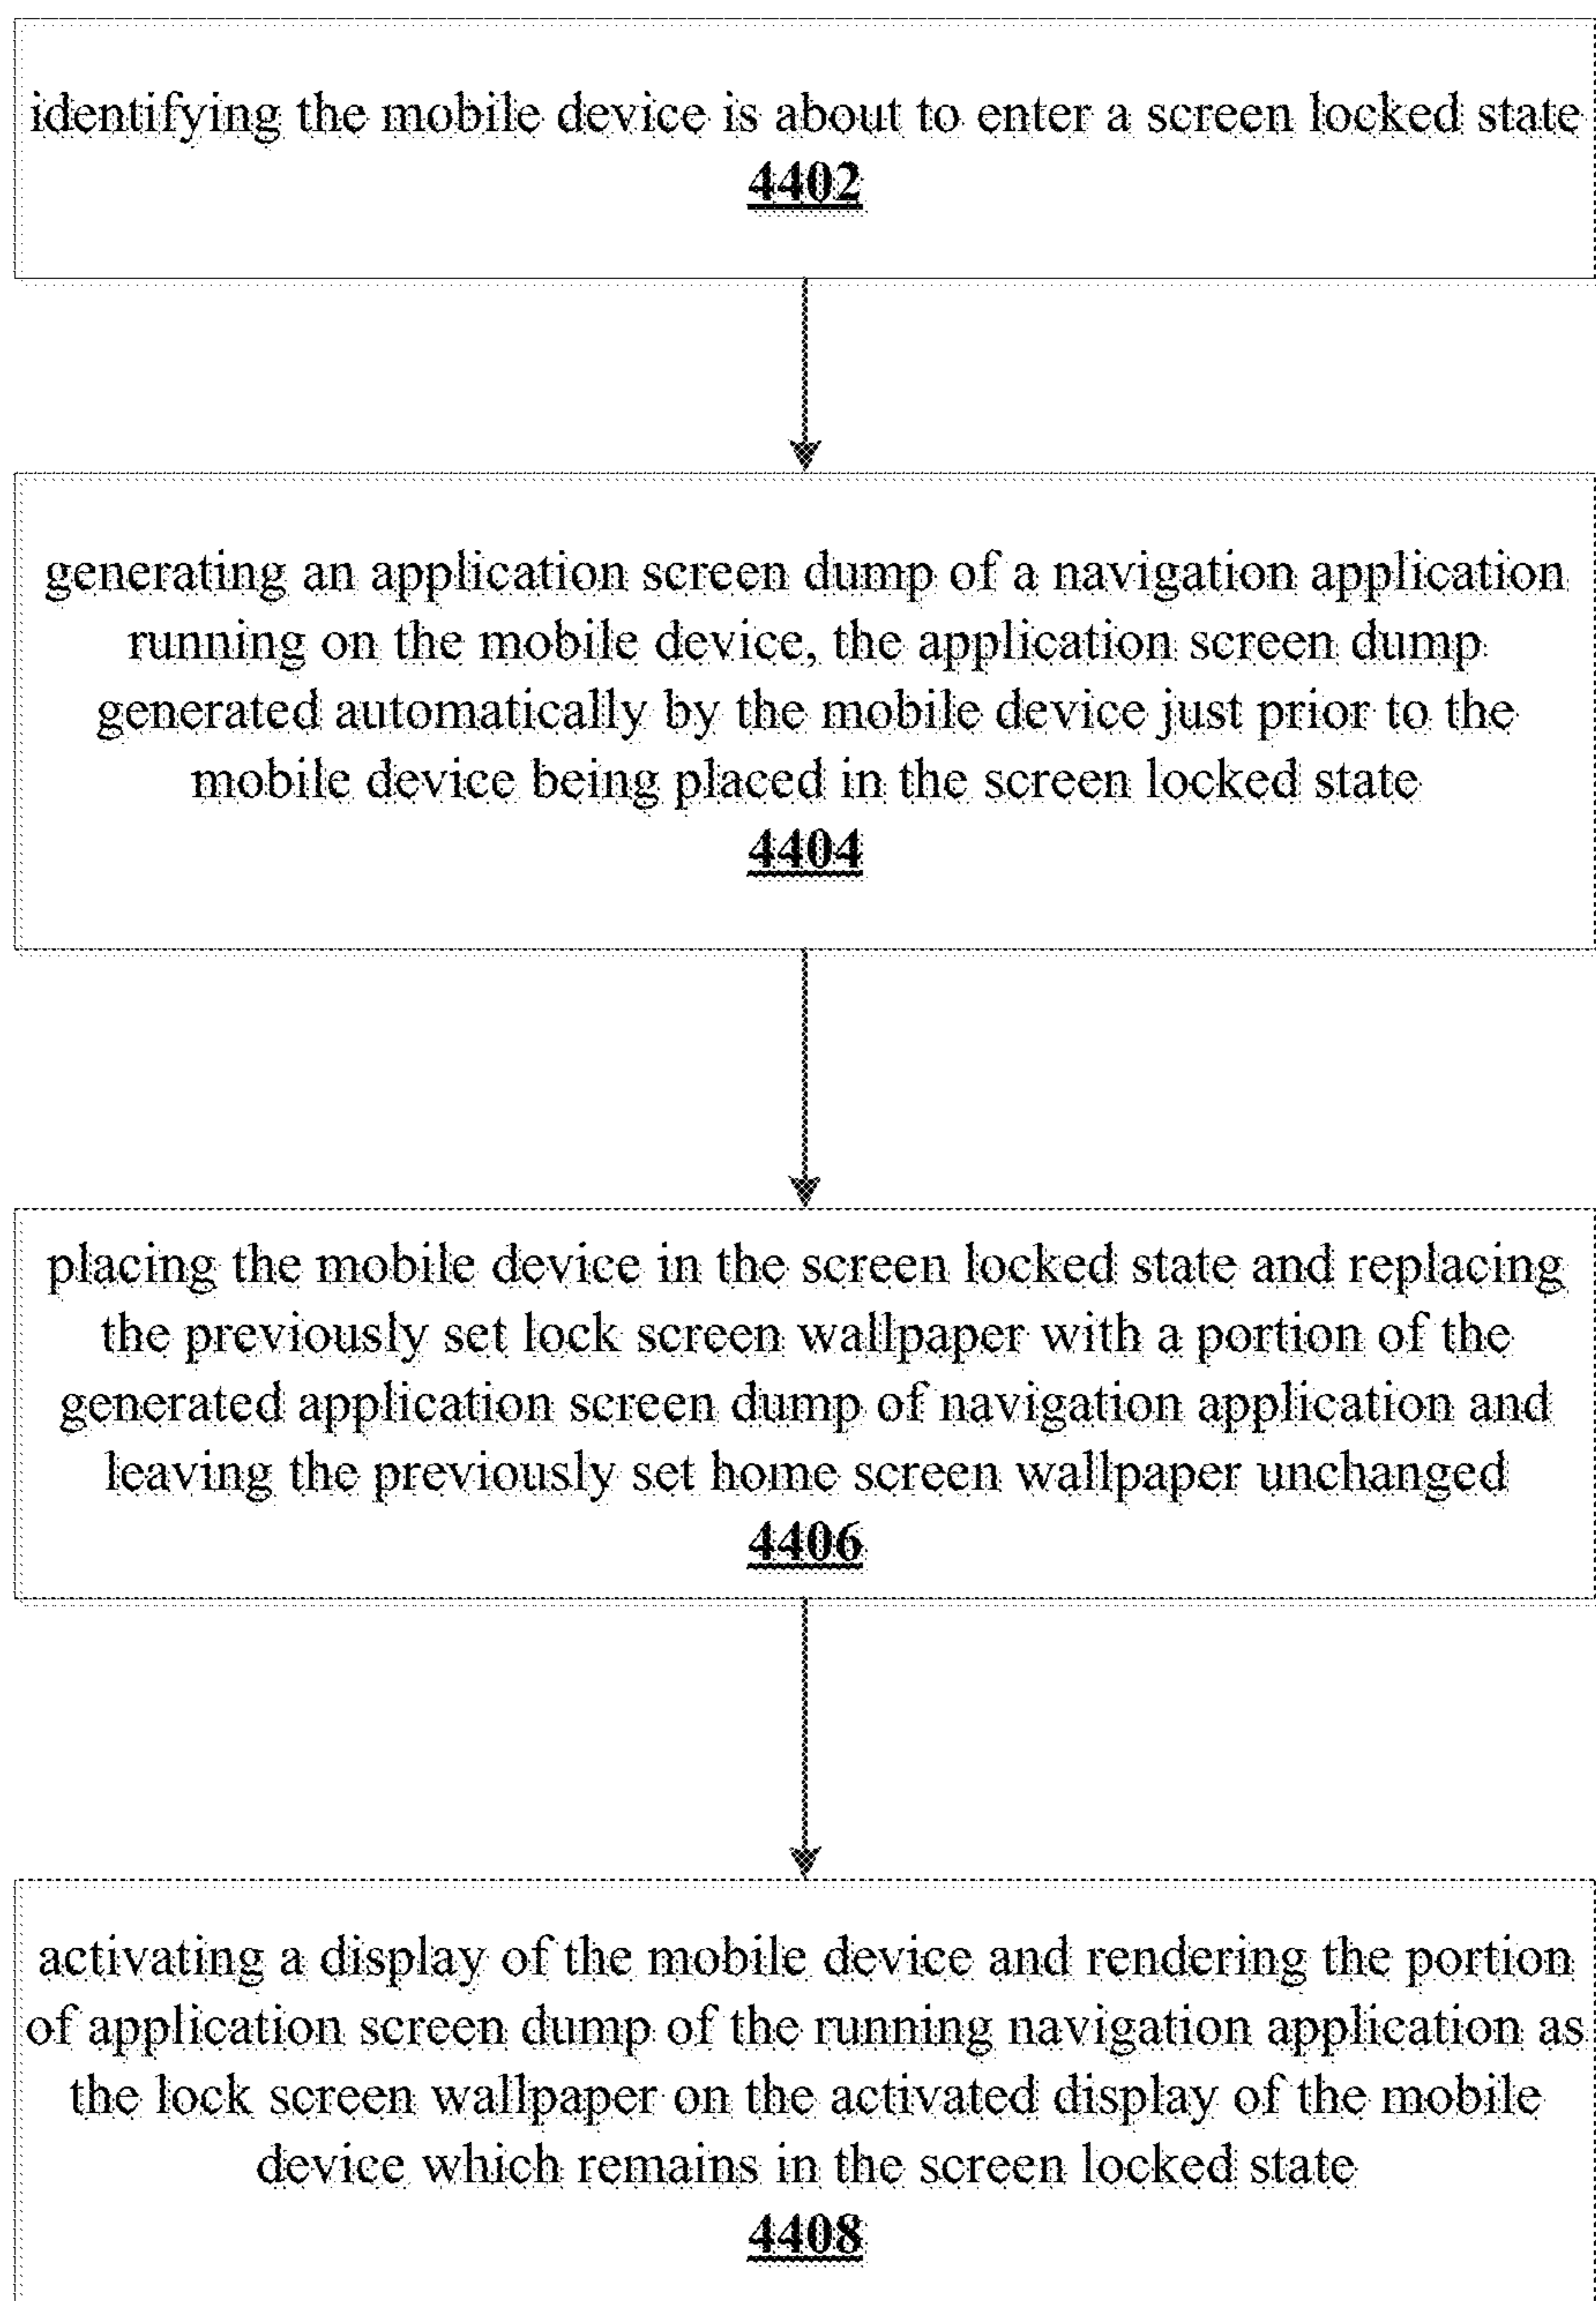 identifying the mobile device is about to enter a screen locked state
4402
generating an application screen dump of a navigation application
running on the mobile device, the application screen dump
generated automatically by the mobile device just prior to the
mobile device being placed in the screen locked state
4404
placing the mobile device in the screen locked state and replacing
the previously set lock screen wallpaper with a portion of the
generated application screen dump of navigation application and
leaving the previously set home screen wallpaper unchanged
4406
activating a display of the mobile device and rendering the portion
of application screen dump of the running navigation application as
the lock screen wallpaper on the activated display of the mobile
device which remains in the screen locked state
4408